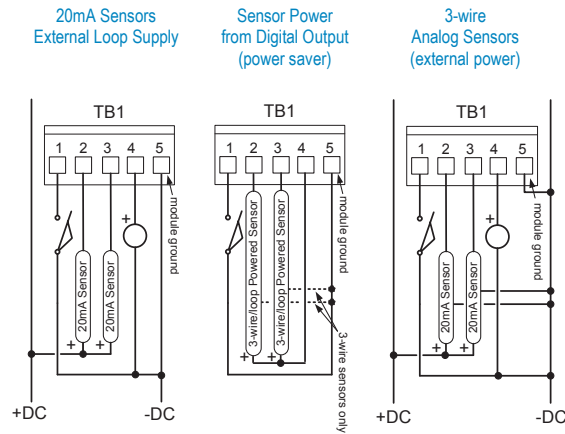 20mA Sensors
External Loop Supply
TB1
1 2 3 4 5
module ground
+
20mA Sensor
20mA Sensor
+
+
+DC
-DC
Sensor Power
from Digital Output
(power saver)
TB1
1 2 3 4 5
module ground
3-wire/loop Powered Sensor
3-wire/loop Powered Sensor
+
+
3-wire sensors only
3-wire
Analog Sensors
(external power)
TB1
1 2 3 4 5
module ground
+
20mA Sensor
20mA Sensor
+
+
+DC
-DC